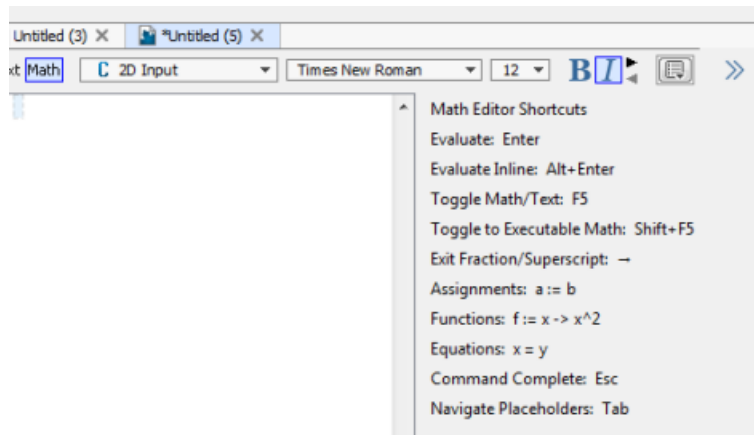 Untitled (3) *Untitled (5)
xt Math C 2D Input Times New Roman 12 B I
Math Editor Shortcuts
Evaluate: Enter
Evaluate Inline: Alt+Enter
Toggle Math/Text: F5
Toggle to Executable Math: Shift+F5
Exit Fraction/Superscript: →
Assignments: a := b
Functions: f := x -> x^2
Equations: x = y
Command Complete: Esc
Navigate Placeholders: Tab